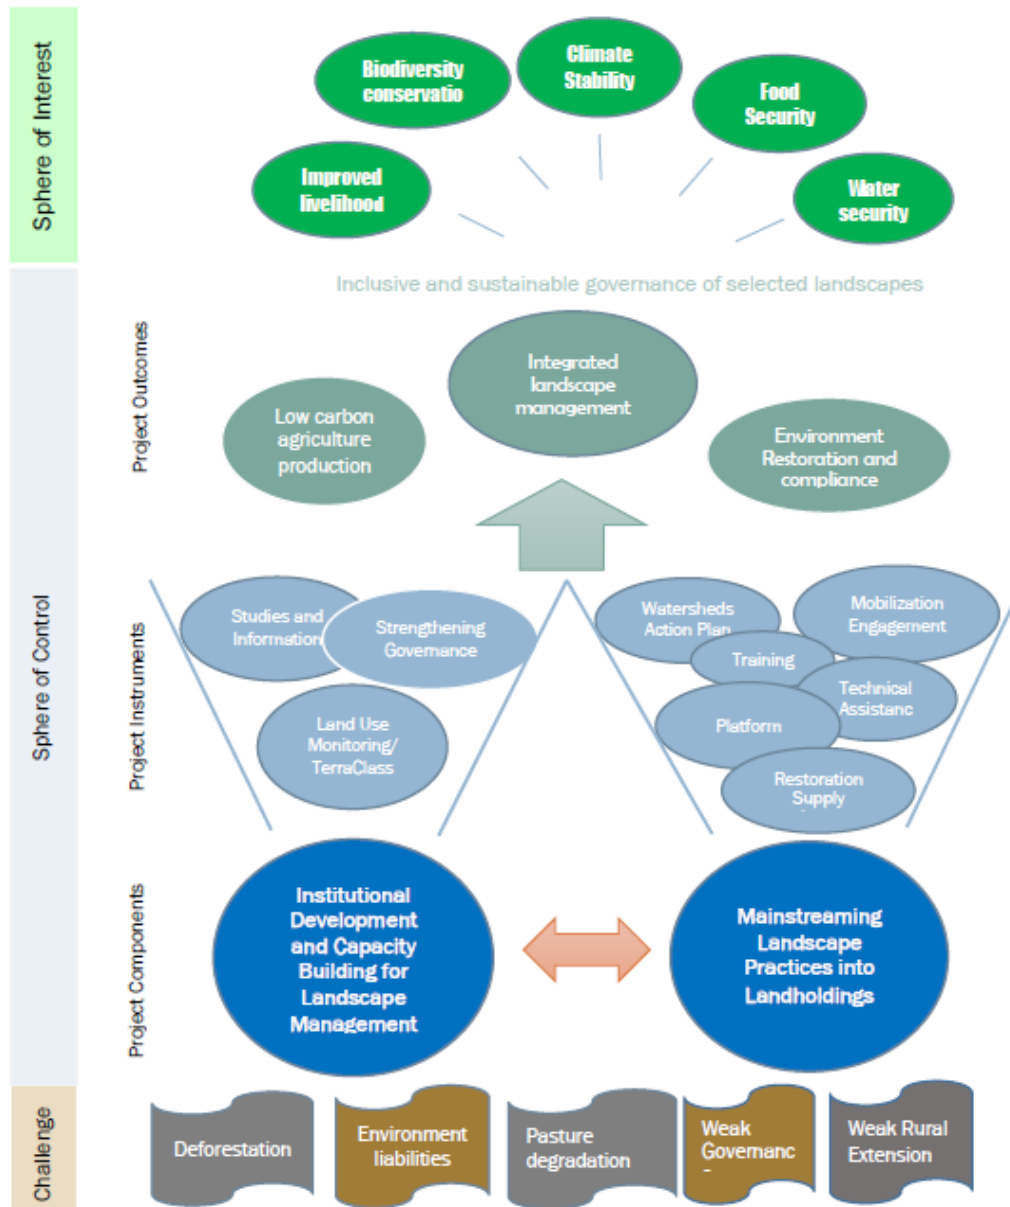 Sphere of Interest
Biodiversity
conservatio
Climate
Stability
Food
Security
Improved
livelihood
Water
security
Sphere of Control
Project Outcomes
Inclusive and sustainable governance of selected landscapes
Integrated
landscape
management
Low carbon
agriculture
production
Environment
Restoration and
compliance
Project Instruments
Studies and
Information
Strengthening
Governance
Land Use
Monitoring/
TerraClass
Watersheds
Action Plan
Mobilization
Engagement
Training
Technical
Assistanc
Platform
Restoration
Supply
Project Components
Institutional
Development
and Capacity
Building for
Landscape
Management
Mainstreaming
Landscape
Practices into
Landholdings
Challenge
Deforestation
Environment
liabilities
Pasture
degradation
Weak
Governanc
Weak Rural
Extension